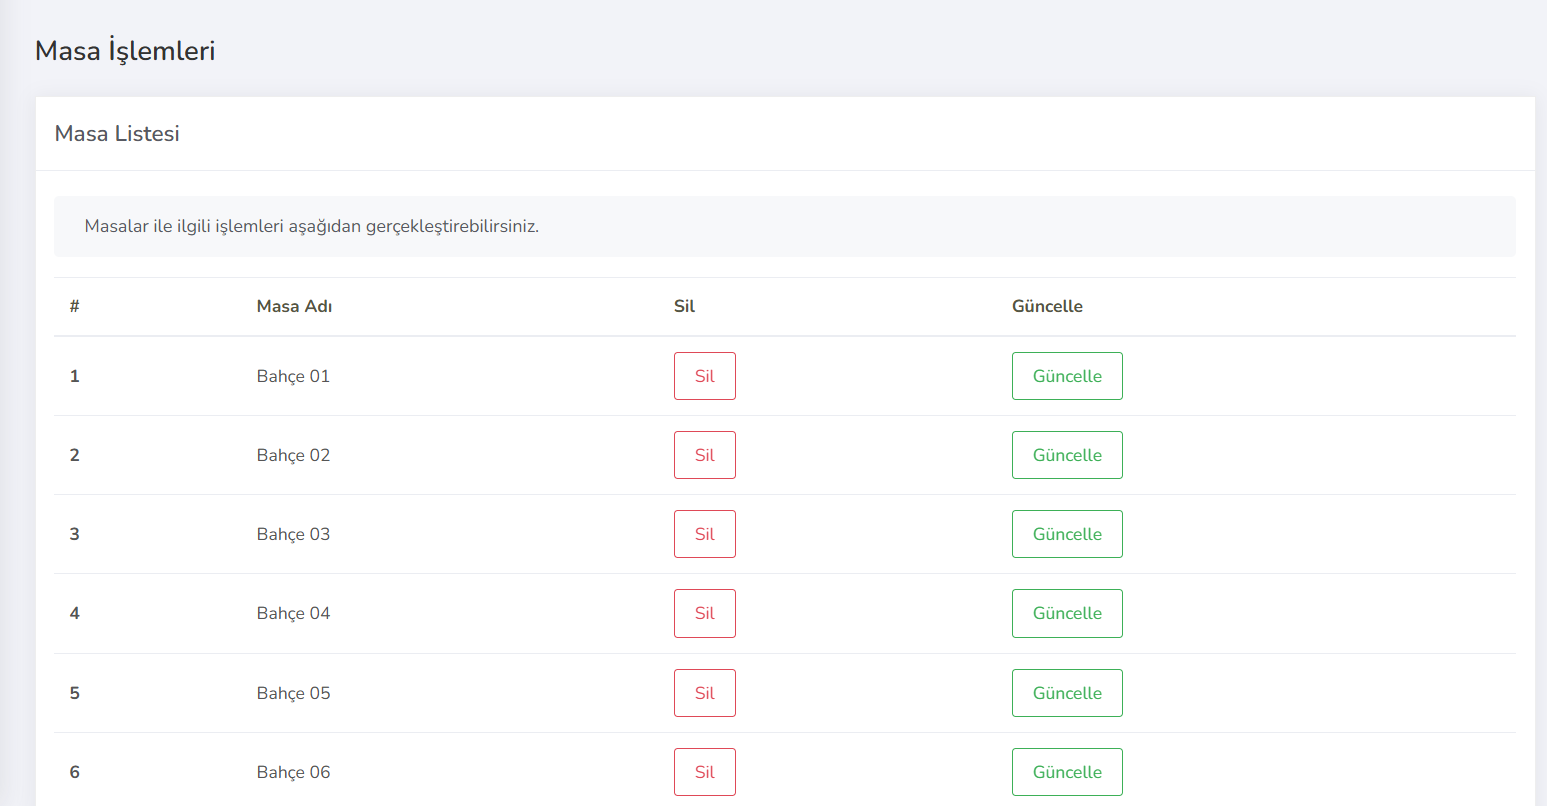 Masa İşlemleri
Masa Listesi
Masalar ile ilgili işlemleri aşağıdan gerçekleştirebilirsiniz.
# Masa Adı Sil Güncelle
1 Bahçe 01 Sil Güncelle
2 Bahçe 02 Sil Güncelle
3 Bahçe 03 Sil Güncelle
4 Bahçe 04 Sil Güncelle
5 Bahçe 05 Sil Güncelle
6 Bahçe 06 Sil Güncelle